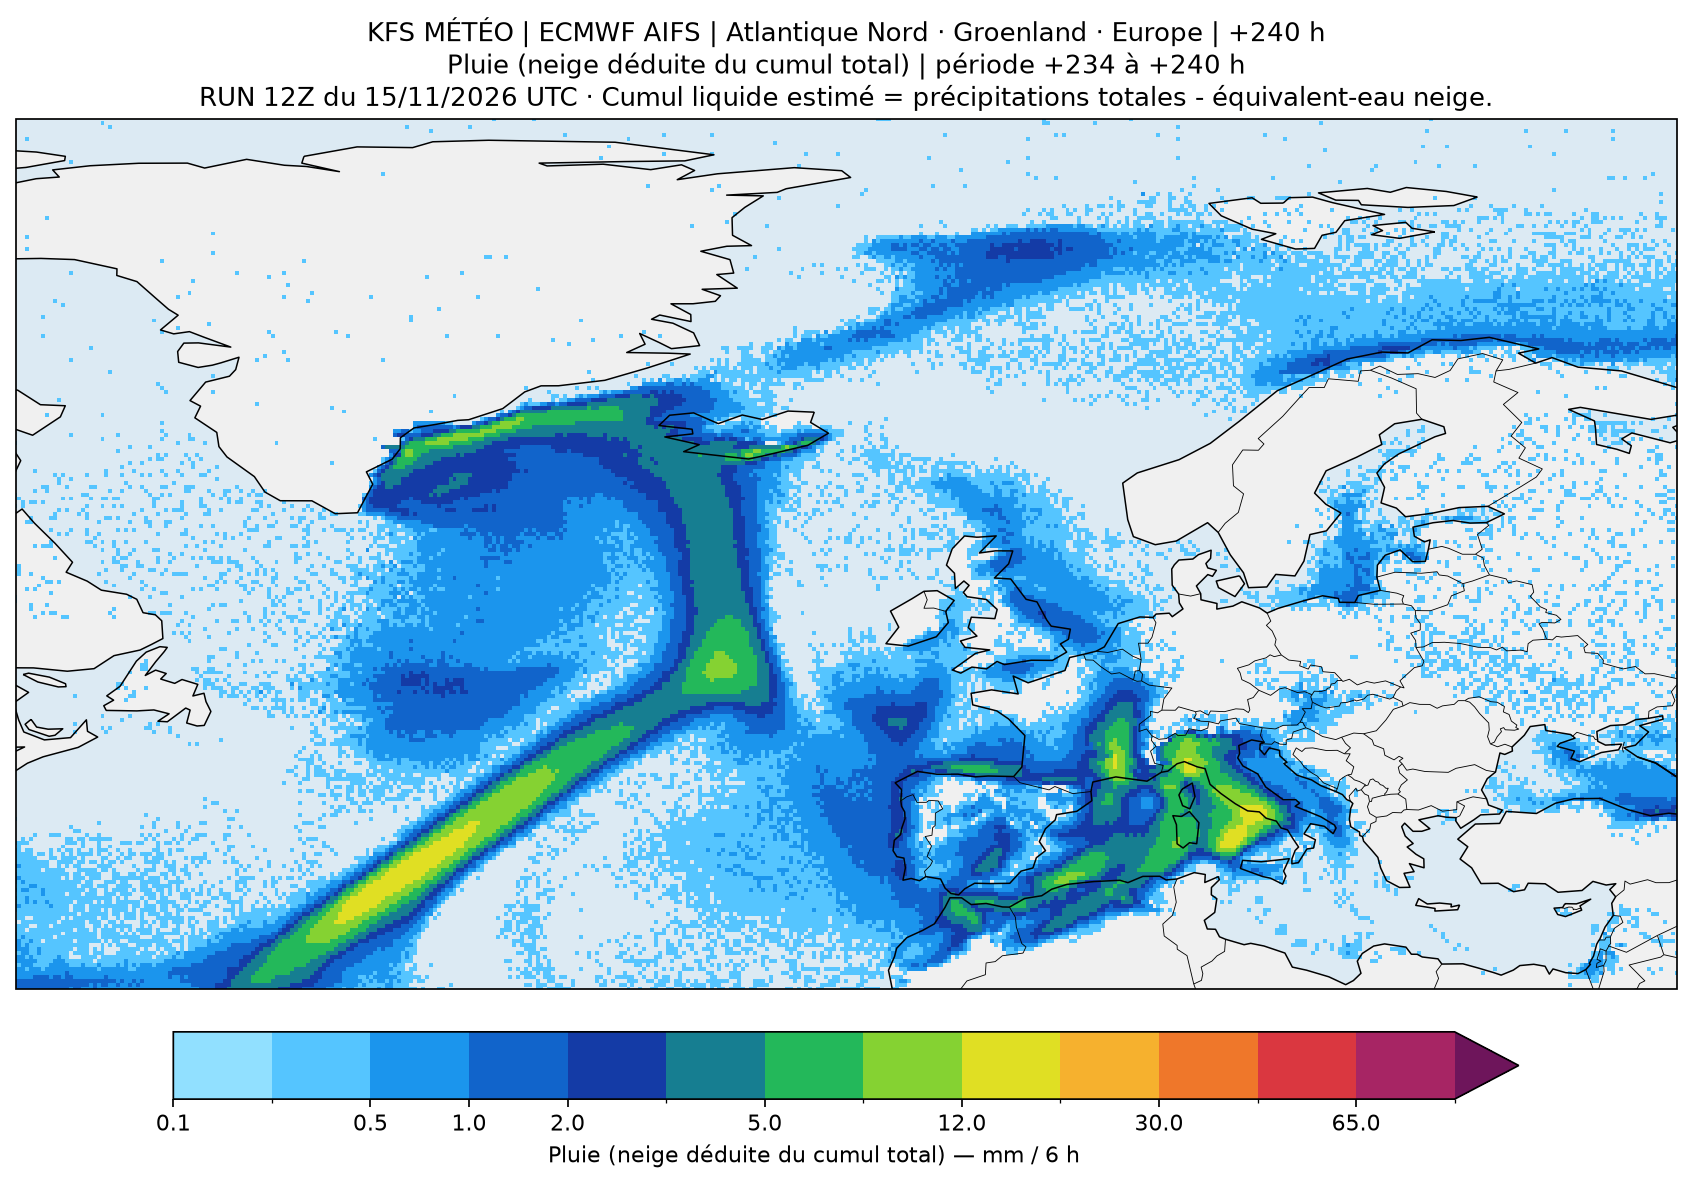 KFS MÉTÉO | ECMWF AIFS | Atlantique Nord · Groenland · Europe | +240 h
Pluie (neige déduite du cumul total) | période +234 à +240 h
RUN 12Z du 15/11/2026 UTC · Cumul liquide estimé = précipitations totales - équivalent-eau neige.
0.1 0.5 1.0 2.0 5.0 12.0 30.0 65.0
Pluie (neige déduite du cumul total) — mm / 6 h